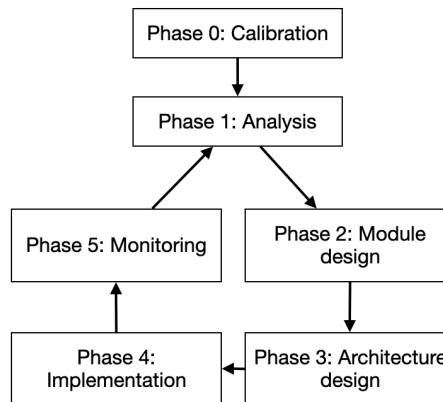 Phase 0: Calibration
Phase 1: Analysis
Phase 5: Monitoring
Phase 2: Module
design
Phase 4:
Implementation
Phase 3: Architecture
design